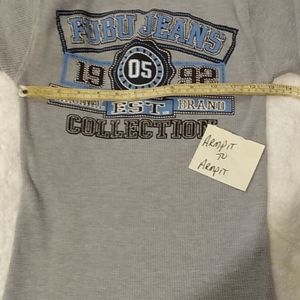 FUBU JEANS
19 05 92
EST. BRAND
COLLECTION
ARMPIT
TO
ARMPIT